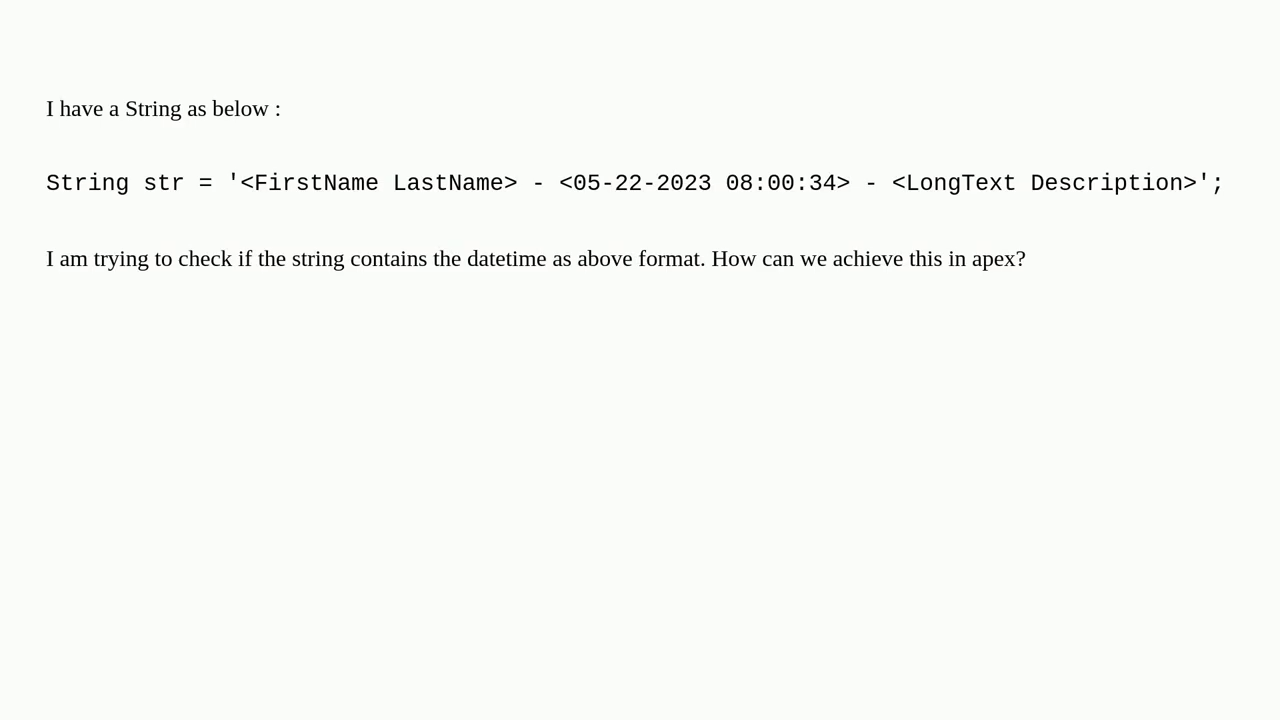 I have a String as below :
String str = '<FirstName LastName> - <05-22-2023 08:00:34> - <LongText Description>';
I am trying to check if the string contains the datetime as above format. How can we achieve this in apex?